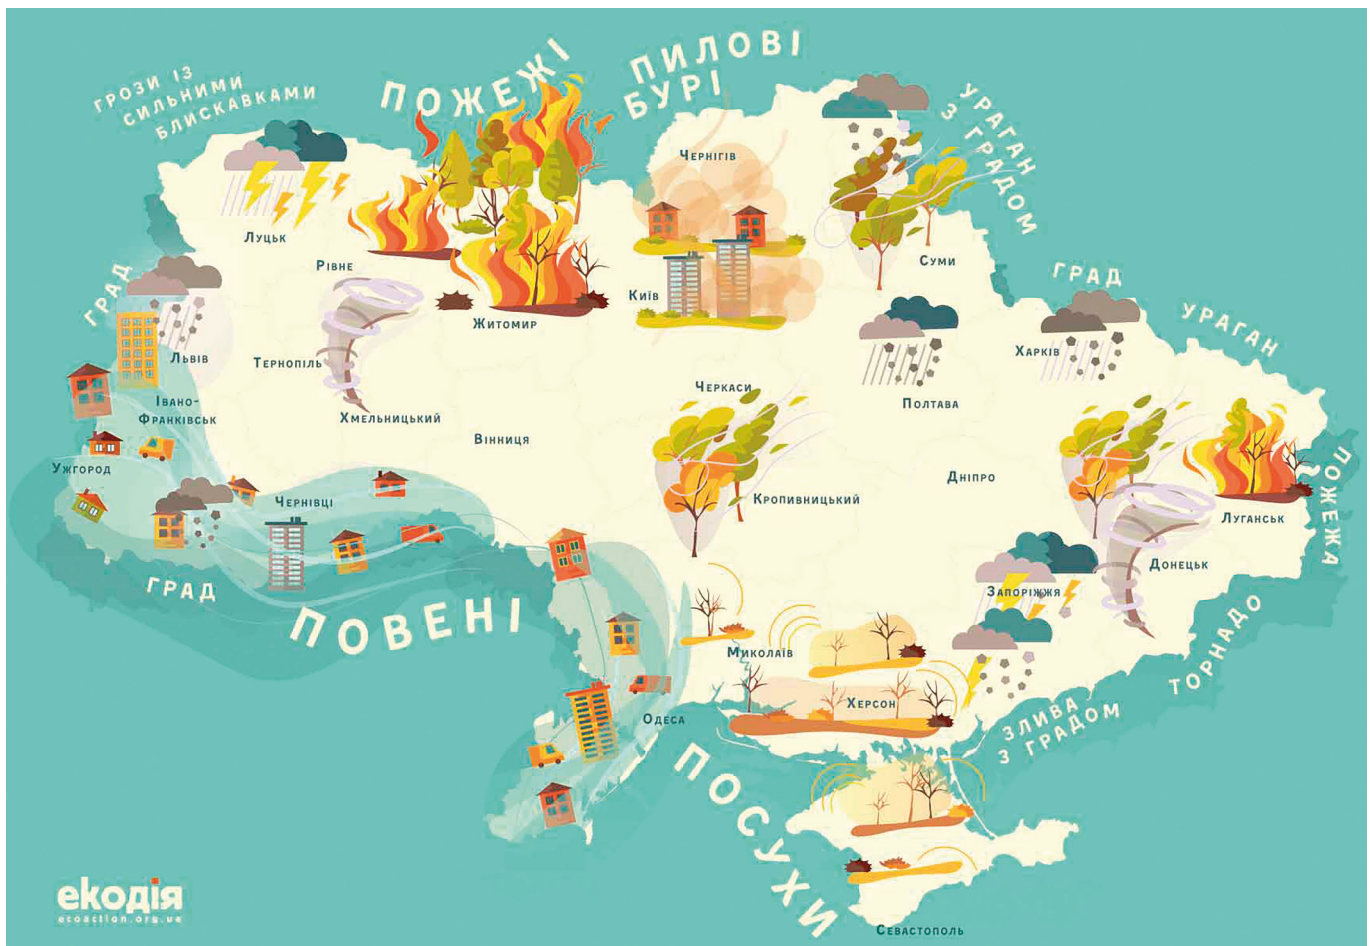 ГРОЗИ ІЗ
СИЛЬНИМИ
БЛИСКАВКАМИ
ПОЖЕЖІ
ПИЛОВІ
БУРІ
УРАГАН
З ГРАДОМ
ЧЕРНІГІВ
ЛУЦЬК
РІВНЕ
СУМИ
ГРАД
ГРАД
КИЇВ
ЖИТОМИР
УРАГАН
ЛЬВІВ
ТЕРНОПІЛЬ
ХАРКІВ
ІВАНО-
ФРАНКІВСЬК
ЧЕРКАСИ
ПОЛТАВА
ХМЕЛЬНИЦЬКИЙ
ВІННИЦЯ
УЖГОРОД
ДНІПРО
ПОЖЕЖА
ЧЕРНІВЦІ
КРОПИВНИЦЬКИЙ
ЛУГАНСЬК
ДОНЕЦЬК
ГРАД
ЗАПОРІЖЖЯ
ПОВЕНІ
ТОРНАДО
МИКОЛАЇВ
ХЕРСОН
ОДЕСА
ЗЛИВА
З ГРАДОМ
ПОСУХИ
екодія
ecoaction.org.ua
СЕВАСТОПОЛЬ